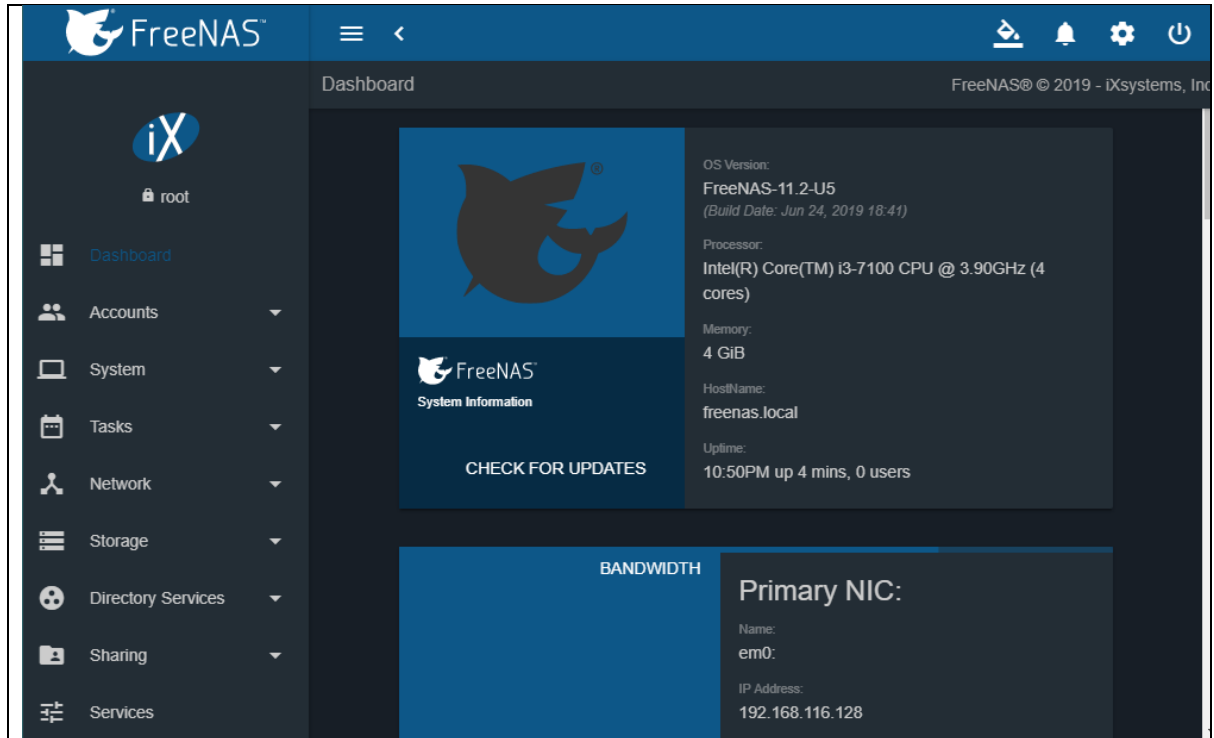 FreeNAS™
Dashboard
FreeNAS® © 2019 - iXsystems, Inc
iX
root
Dashboard
Accounts
System
Tasks
Network
Storage
Directory Services
Sharing
Services
®
FreeNAS™
System Information
CHECK FOR UPDATES
OS Version:
FreeNAS-11.2-U5
(Build Date: Jun 24, 2019 18:41)
Processor:
Intel(R) Core(TM) i3-7100 CPU @ 3.90GHz (4
cores)
Memory:
4 GiB
HostName:
freenas.local
Uptime:
10:50PM up 4 mins, 0 users
BANDWIDTH
Primary NIC:
Name:
em0:
IP Address:
192.168.116.128